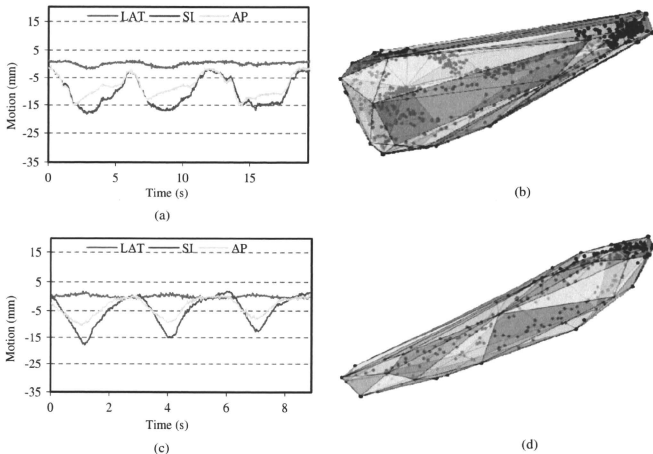 LAT SI AP
15
5
-5
-15
-25
-35
Motion (mm)
0 5 10 15
Time (s)
(a)
(b)
LAT SI AP
15
5
-5
-15
-25
-35
Motion (mm)
0 2 4 6 8
Time (s)
(c)
(d)